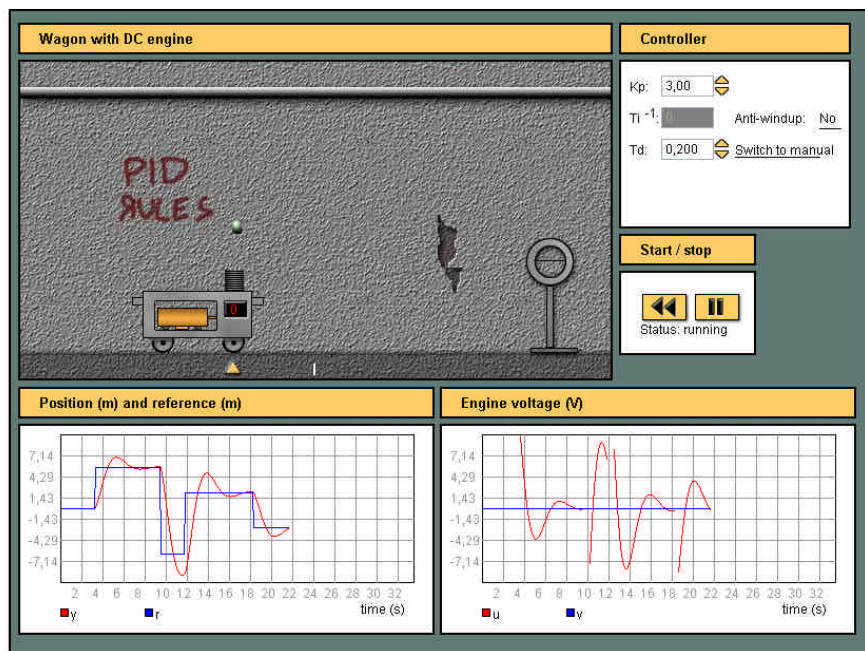 Wagon with DC engine
Controller
Kp: 3,00
Ti -1: 0 Anti-windup: No
Td: 0,200 Switch to manual
PID
RULES
0
Start / stop
Status: running
Position (m) and reference (m)
7,14
4,29
1,43
-1,43
-4,29
-7,14
2 4 6 8 10 12 14 16 18 20 22 24 26 28 30 32
time (s)
y r
Engine voltage (V)
7,14
4,29
1,43
-1,43
-4,29
-7,14
2 4 6 8 10 12 14 16 18 20 22 24 26 28 30 32
time (s)
u v